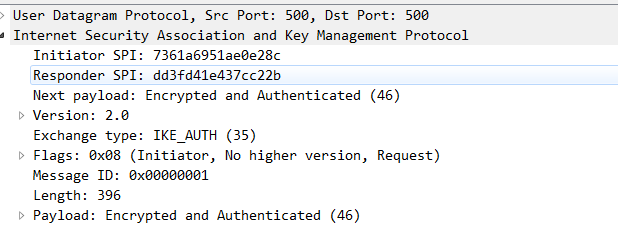 User Datagram Protocol, Src Port: 500, Dst Port: 500
Internet Security Association and Key Management Protocol
Initiator SPI: 7361a6951ae0e28c
Responder SPI: dd3fd41e437cc22b
Next payload: Encrypted and Authenticated (46)
Version: 2.0
Exchange type: IKE_AUTH (35)
Flags: 0x08 (Initiator, No higher version, Request)
Message ID: 0x00000001
Length: 396
Payload: Encrypted and Authenticated (46)